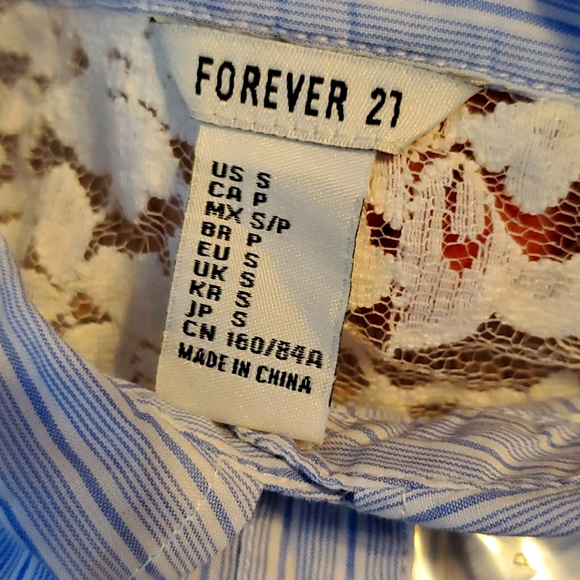 FOREVER 21
US S
CA P
MX S/P
BR P
EU S
UK S
KR S
JP S
CN 160/84A
MADE IN CHINA